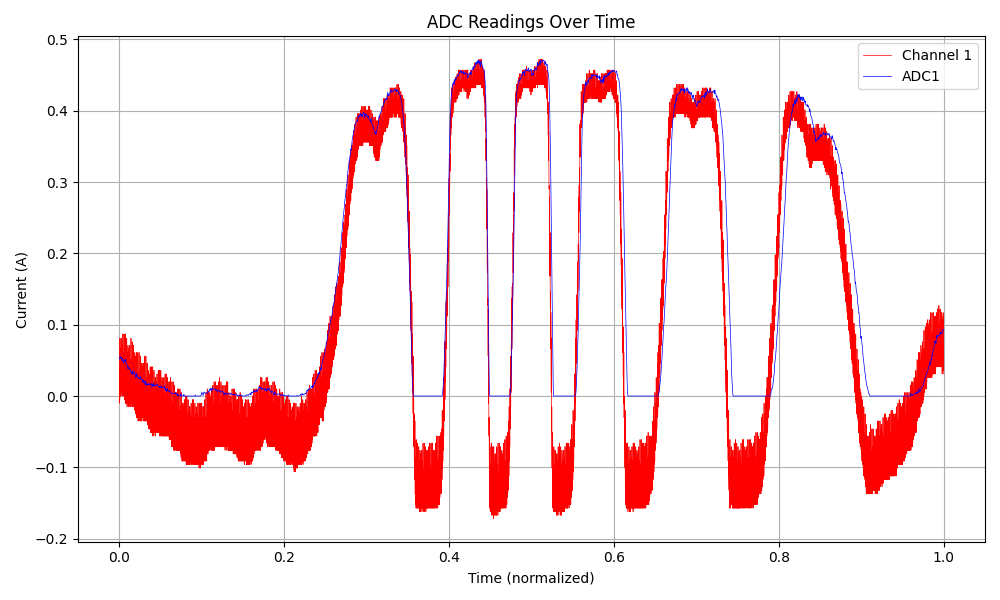 ADC Readings Over Time
Channel 1
ADC1
Current (A)
0.5
0.4
0.3
0.2
0.1
0.0
−0.1
−0.2
0.0 0.2 0.4 0.6 0.8 1.0
Time (normalized)